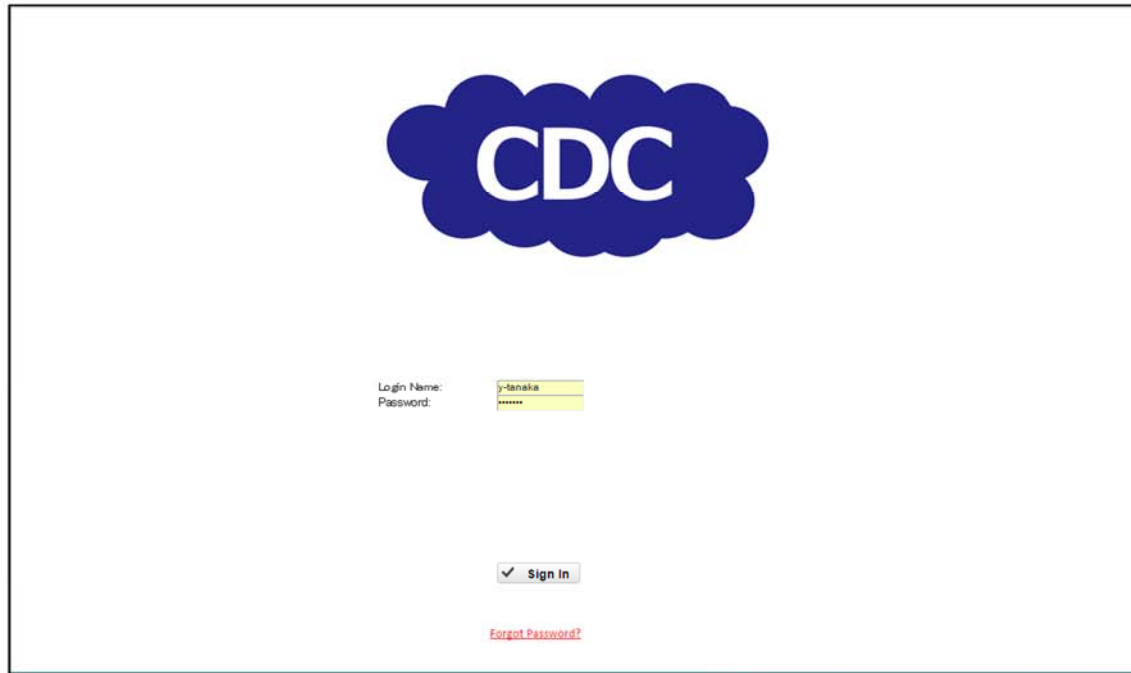 CDC
Login Name: y-tanaka
Password: •••••••
Sign In
Forgot Password?